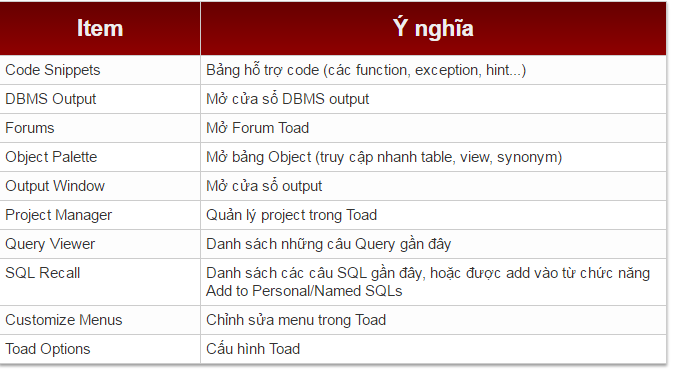 Item Ý nghĩa
Code Snippets Bảng hỗ trợ code (các function, exception, hint...)
DBMS Output Mở cửa sổ DBMS output
Forums Mở Forum Toad
Object Palette Mở bảng Object (truy cập nhanh table, view, synonym)
Output Window Mở cửa sổ output
Project Manager Quản lý project trong Toad
Query Viewer Danh sách những câu Query gần đây
SQL Recall Danh sách các câu SQL gần đây, hoặc được add vào từ chức năng
Add to Personal/Named SQLs
Customize Menus Chỉnh sửa menu trong Toad
Toad Options Cấu hình Toad